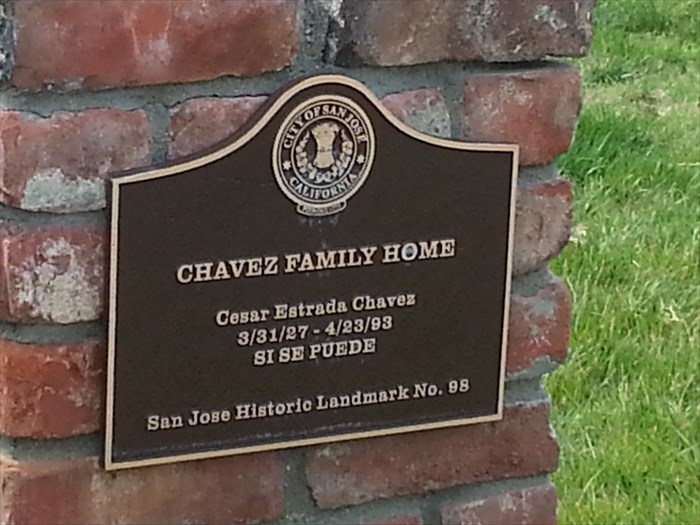 CITY OF SAN JOSE
CALIFORNIA
CHAVEZ FAMILY HOME
Cesar Estrada Chavez
3/31/27 - 4/23/93
SI SE PUEDE
San Jose Historic Landmark No. 98